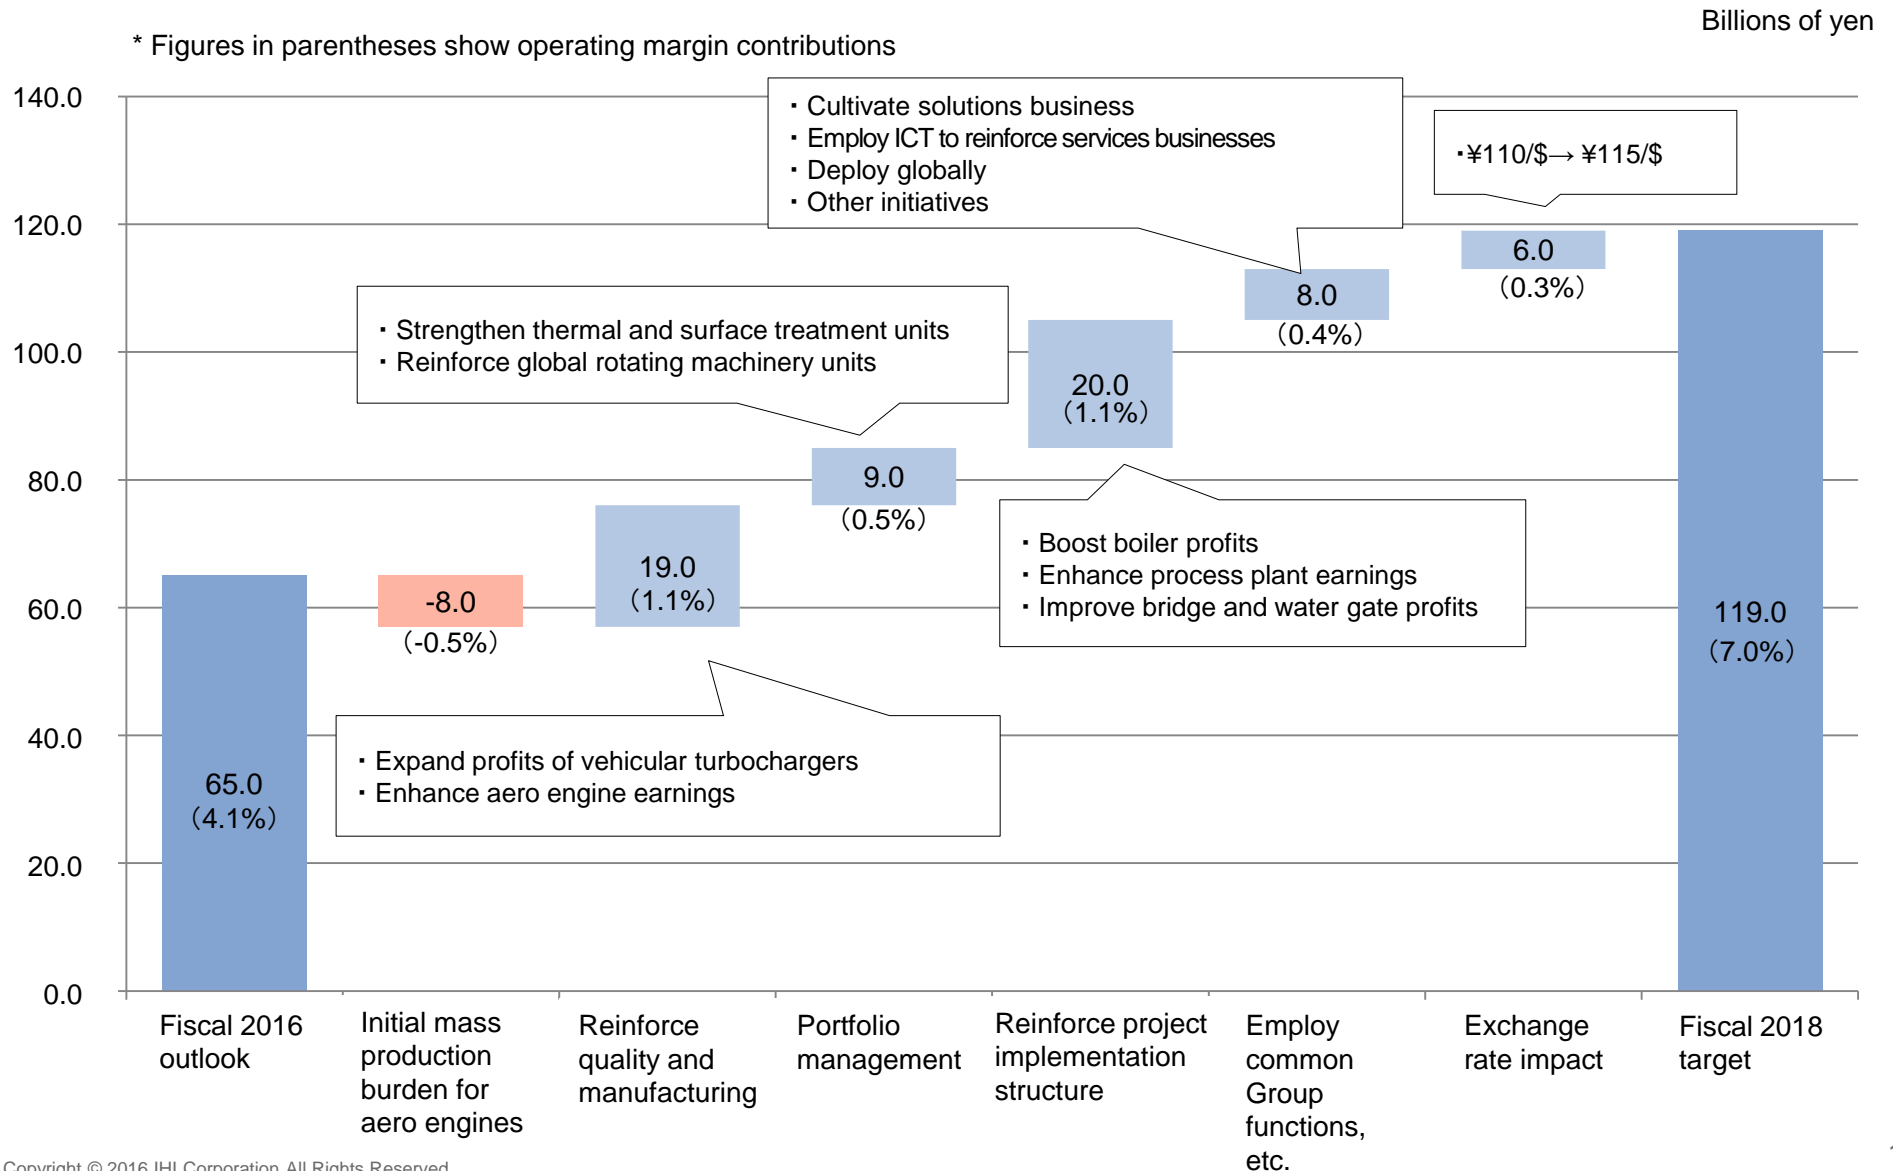 Billions of yen
* Figures in parentheses show operating margin contributions
140.0
120.0
100.0
80.0
60.0
40.0
20.0
0.0
・Cultivate solutions business
・Employ ICT to reinforce services businesses
・Deploy globally
・Other initiatives
・¥110/$→ ¥115/$
・Strengthen thermal and surface treatment units
・Reinforce global rotating machinery units
・Boost boiler profits
・Enhance process plant earnings
・Improve bridge and water gate profits
・Expand profits of vehicular turbochargers
・Enhance aero engine earnings
65.0
(4.1%)
-8.0
(-0.5%)
19.0
(1.1%)
9.0
(0.5%)
20.0
(1.1%)
8.0
(0.4%)
6.0
(0.3%)
119.0
(7.0%)
Fiscal 2016
outlook
Initial mass
production
burden for
aero engines
Reinforce
quality and
manufacturing
Portfolio
management
Reinforce project
implementation
structure
Employ
common
Group
functions,
etc.
Exchange
rate impact
Fiscal 2018
target
Copyright © 2016 IHI Corporation All Rights Reserved